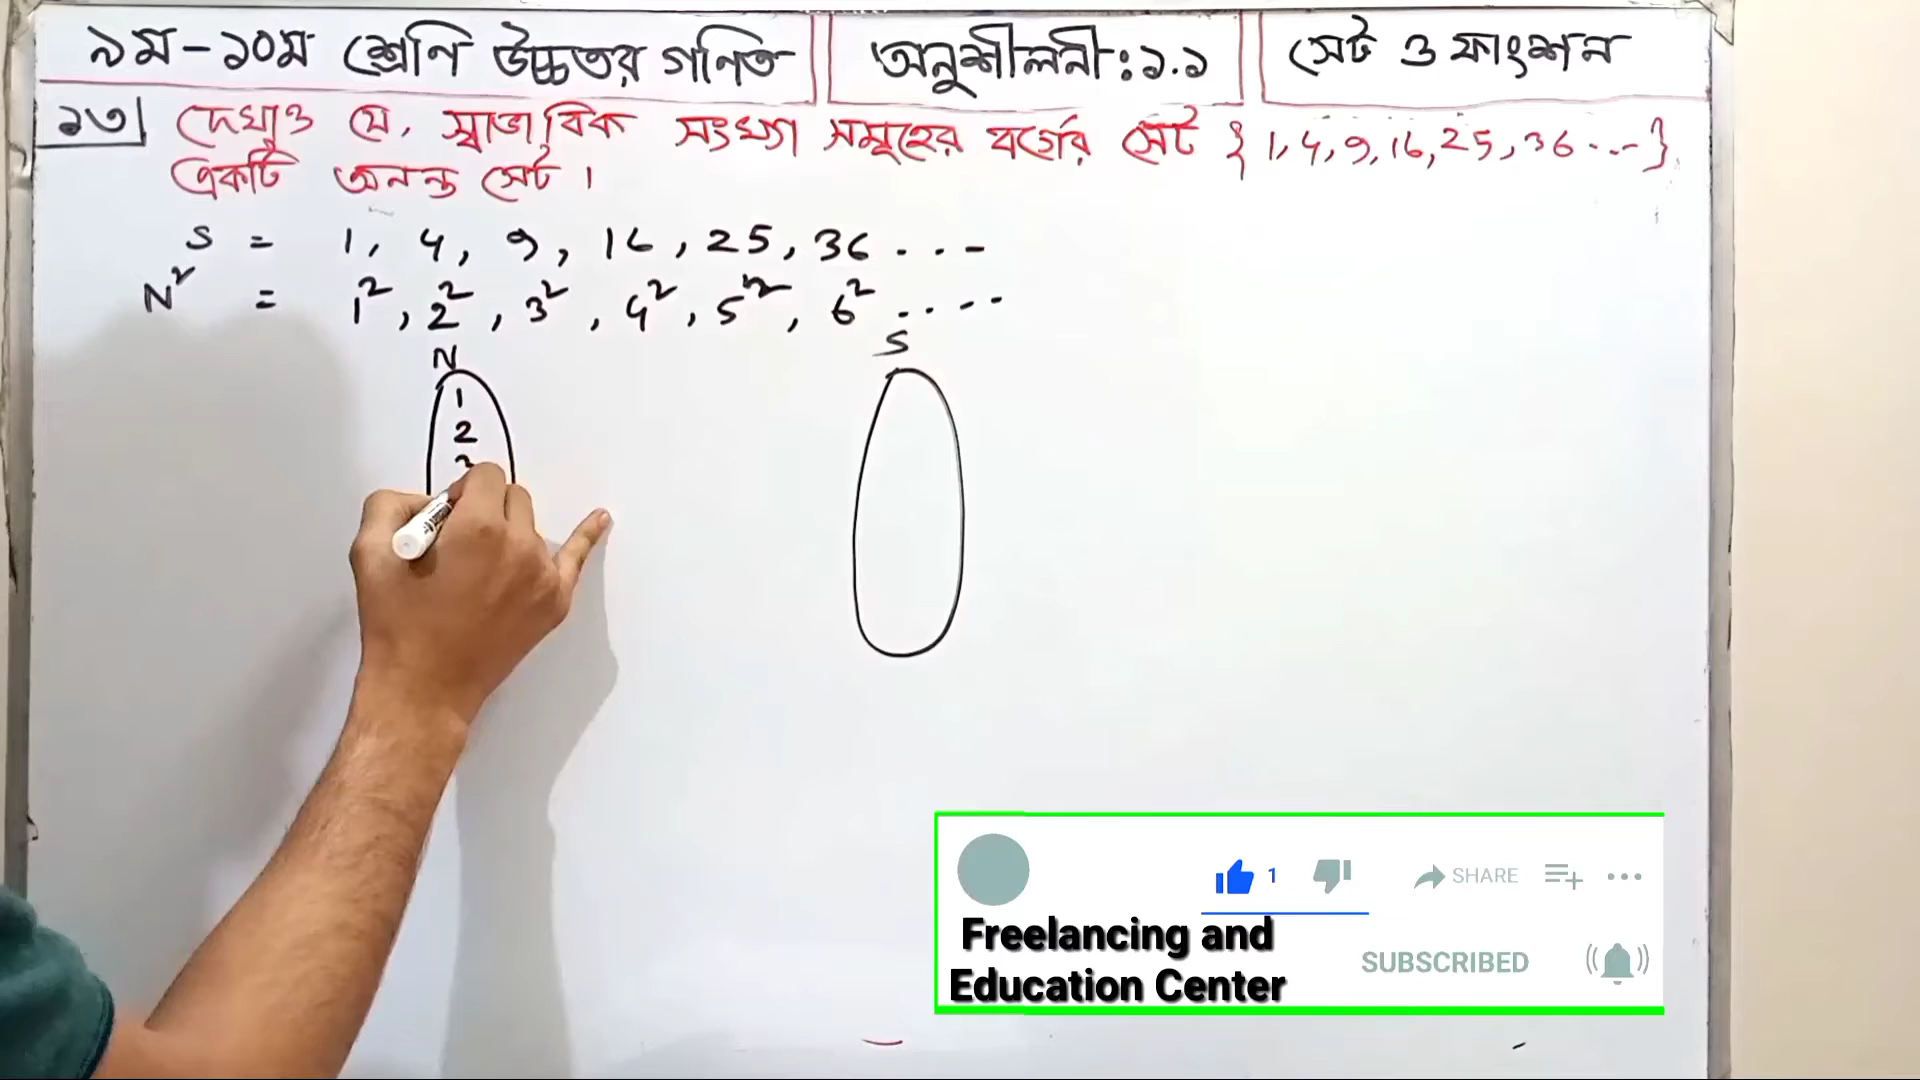 ৯ম-১০ম শ্রেণি উচ্চতর গণিত
অনুশীলনী: ১.১
সেট ও ফাংশন
১৩| দেখাও যে, স্বাভাবিক সংখ্যা সমূহের বর্গের সেট {1,4,9,16,25,36...}
একটি অনন্ত সেট।
S = 1, 4, 9, 16, 25, 36 ...
N² = 1², 2², 3², 4², 5², 6² ....
N
S
1
2
1
SHARE
Freelancing and
Education Center
SUBSCRIBED